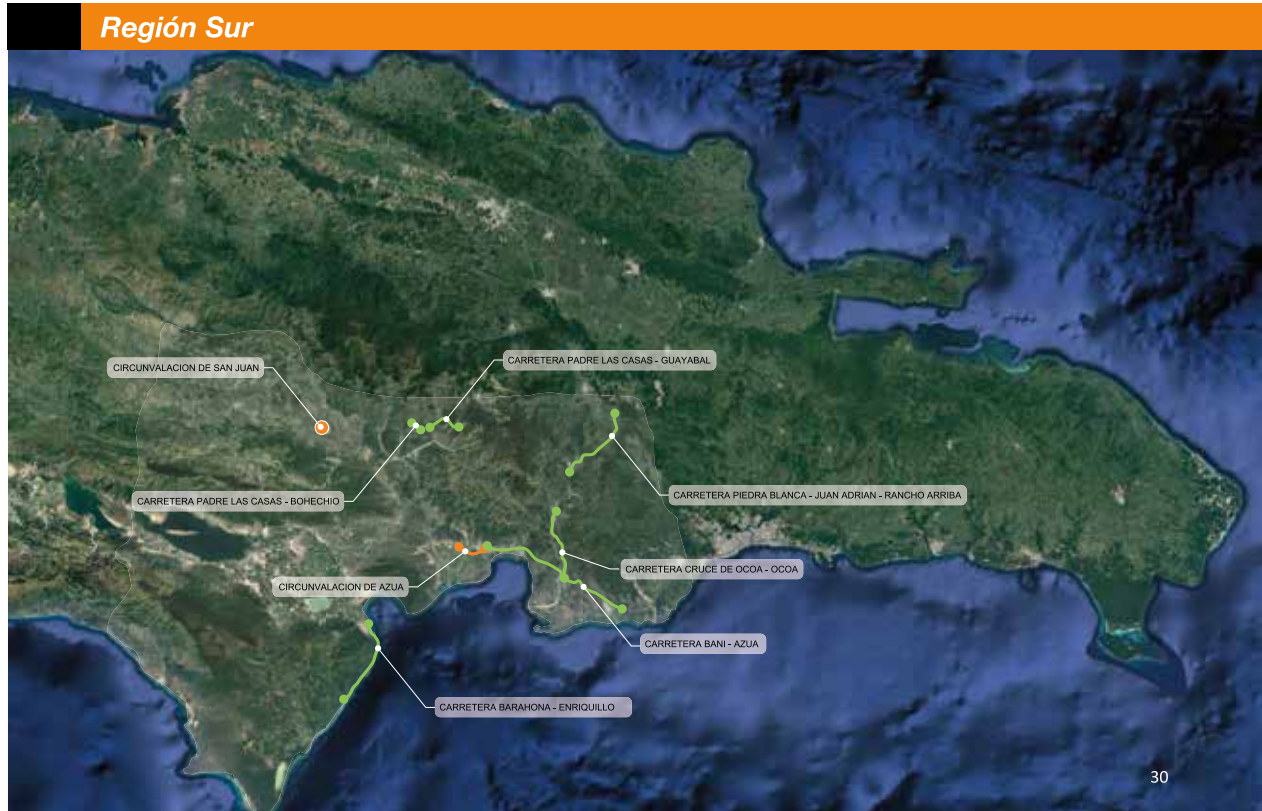 Región Sur
CARRETERA PADRE LAS CASAS - GUAYABAL
CIRCUNVALACION DE SAN JUAN
CARRETERA PADRE LAS CASAS - BOHECHIO
CARRETERA PIEDRA BLANCA - JUAN ADRIAN - RANCHO ARRIBA
CARRETERA CRUCE DE OCOA - OCOA
CIRCUNVALACION DE AZUA
CARRETERA BANI - AZUA
CARRETERA BARAHONA - ENRIQUILLO
30